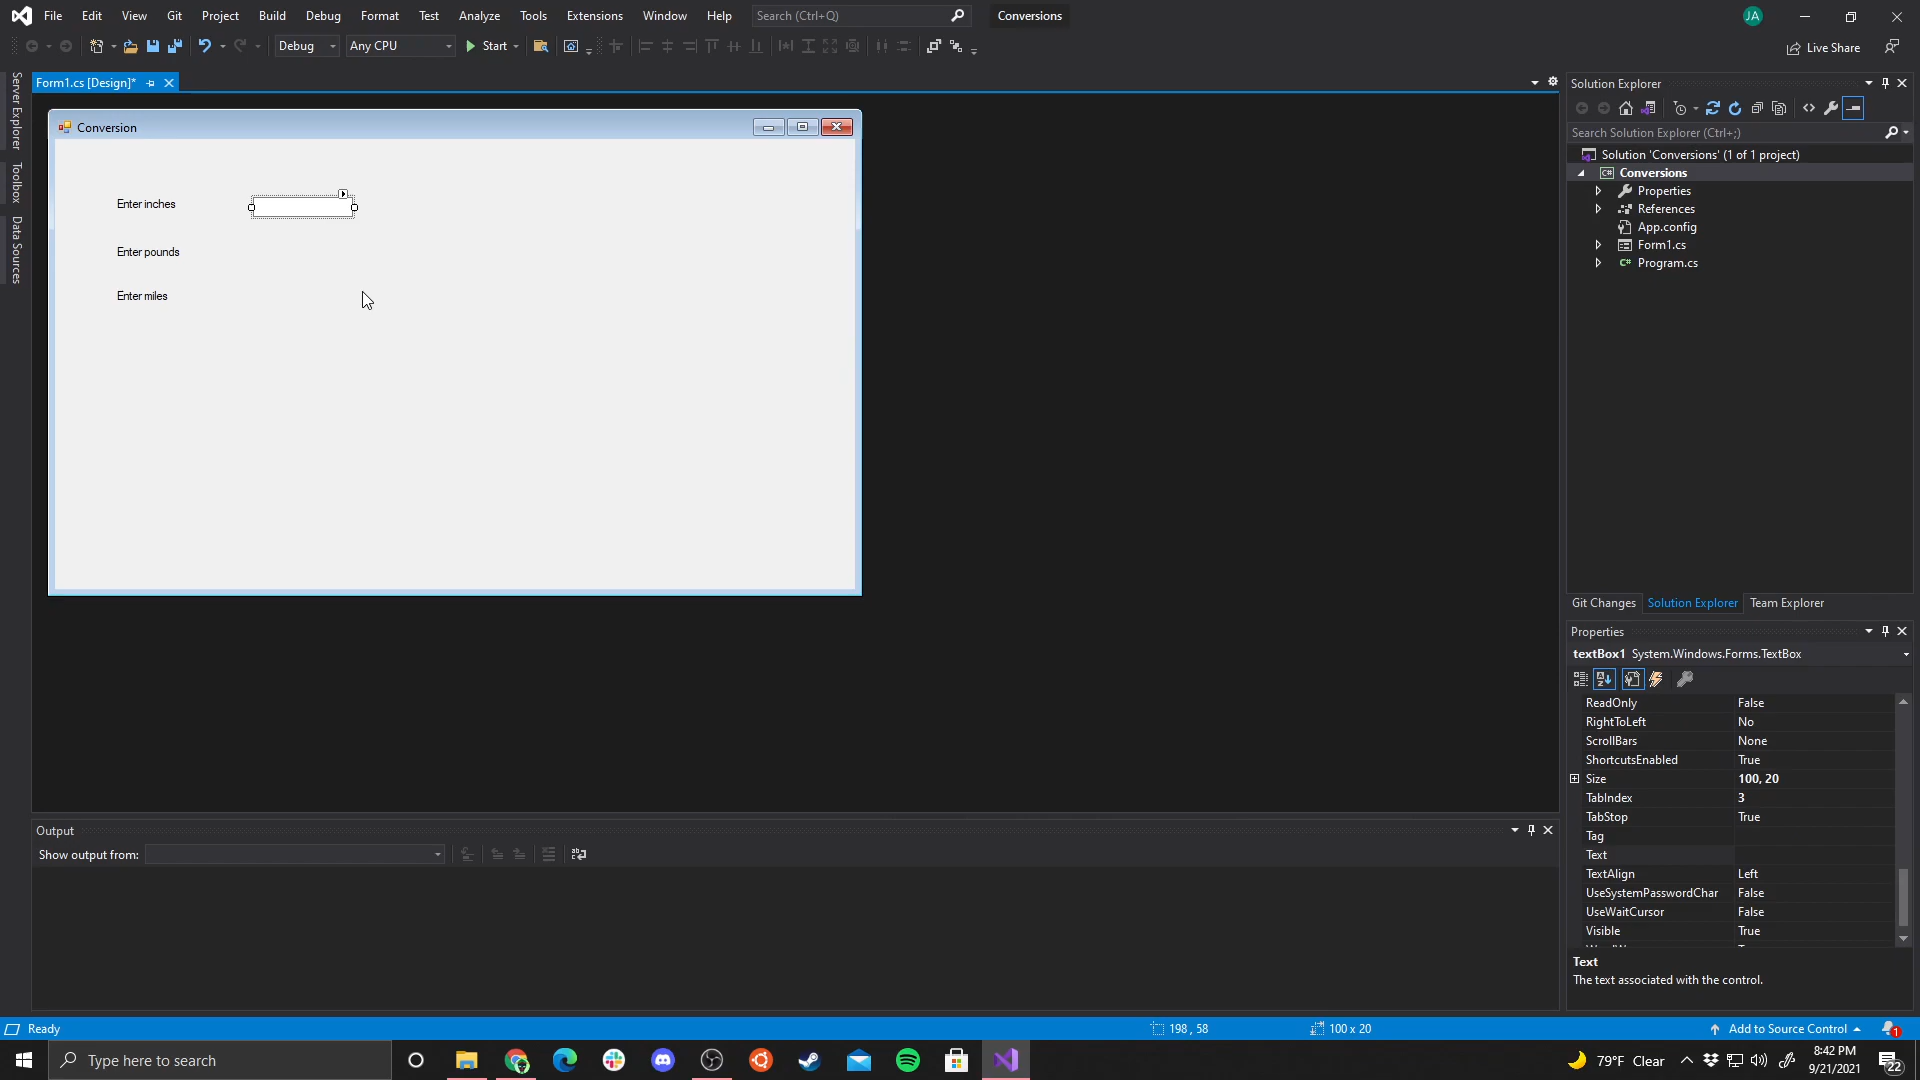 File Edit View Git Project Build Debug Format Test Analyze Tools Extensions Window Help Search (Ctrl+Q) Conversions JA
Debug Any CPU Start Live Share
Form1.cs [Design]*
Server Explorer
Toolbox
Data Sources
Conversion
Enter inches
Enter pounds
Enter miles
Solution Explorer
Search Solution Explorer (Ctrl+;)
Solution 'Conversions' (1 of 1 project)
C# Conversions
Properties
References
App.config
Form1.cs
C# Program.cs
Git Changes Solution Explorer Team Explorer
Properties
textBox1 System.Windows.Forms.TextBox
ReadOnly False
RightToLeft No
ScrollBars None
ShortcutsEnabled True
Size 100, 20
TabIndex 3
TabStop True
Tag
Text
TextAlign Left
UseSystemPasswordChar False
UseWaitCursor False
Visible True
Text
The text associated with the control.
Output
Show output from:
Ready 198 , 58 100 x 20 Add to Source Control 1
Type here to search 79°F Clear 8:42 PM
9/21/2021 22